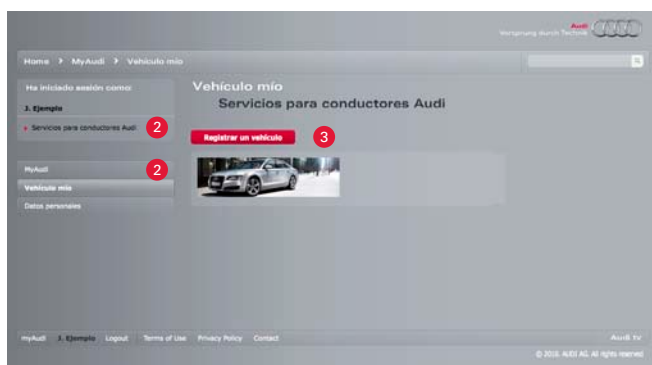 Audi
Vorsprung durch Technik
Home > MyAudi > Vehículo mío
Ha iniciado sesión como:
J. Ejemplo
Servicios para conductores Audi 2
MyAudi 2
Vehículo mío
Datos personales
Vehículo mío
Servicios para conductores Audi
Registrar un vehículo 3
myAudi J. Ejemplo Logout Terms of Use Privacy Policy Contact Audi tv
© 2010. AUDI AG. All rights reserved